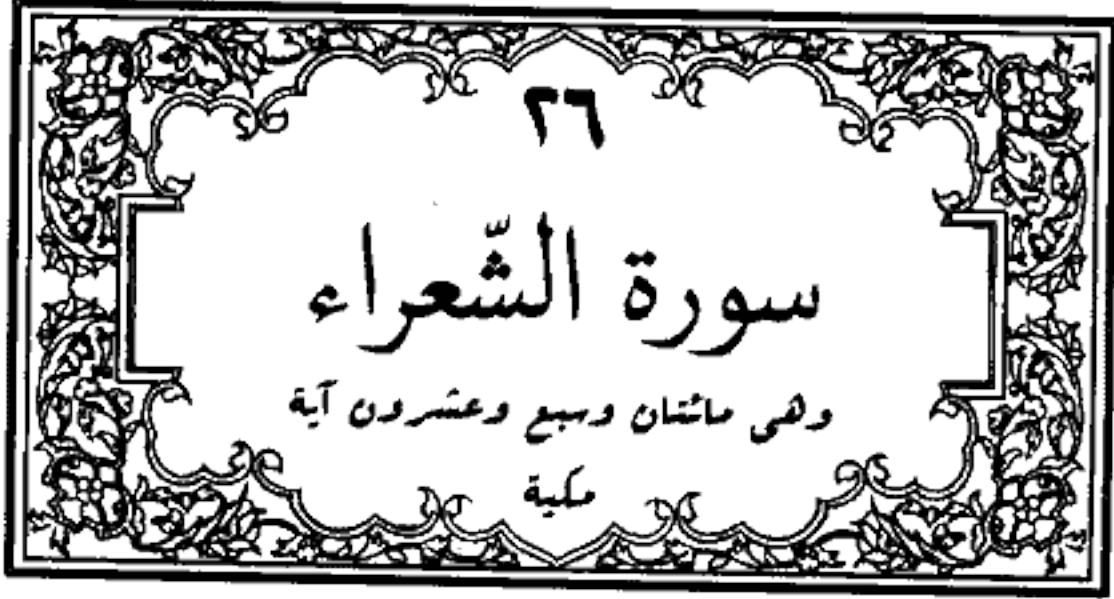 ٢٦
سورة الشّعراء
وهى مائتان وسبع وعشرون آية
مكية